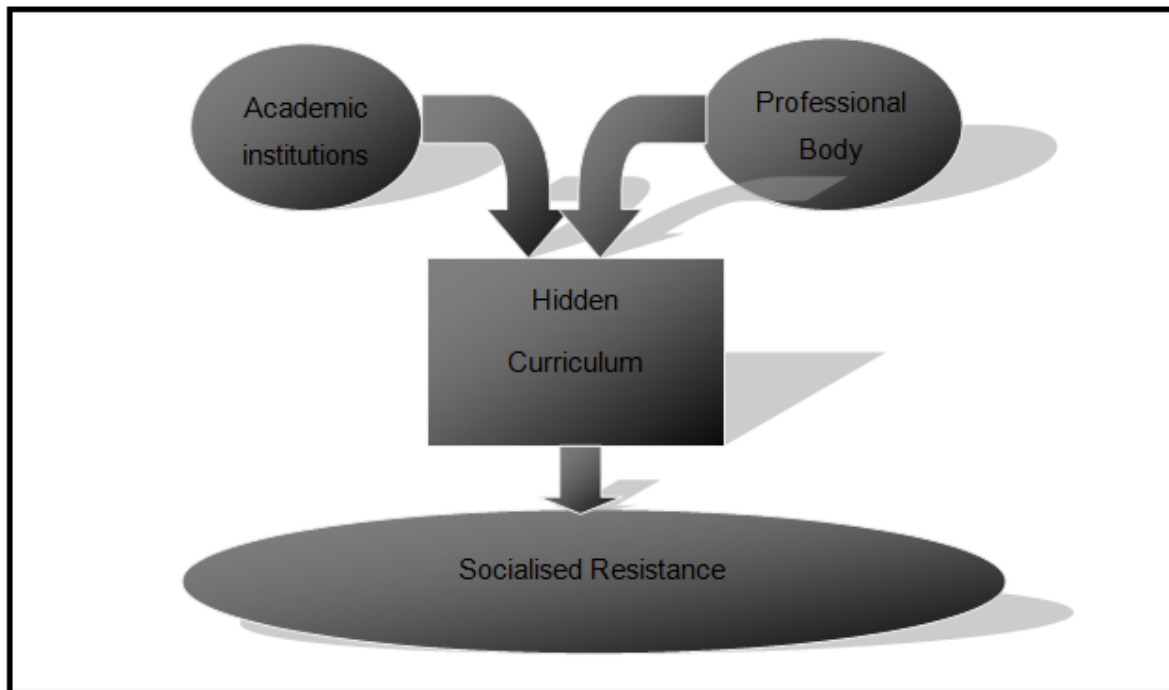 Academic
institutions
Professional
Body
Hidden
Curriculum
Socialised Resistance